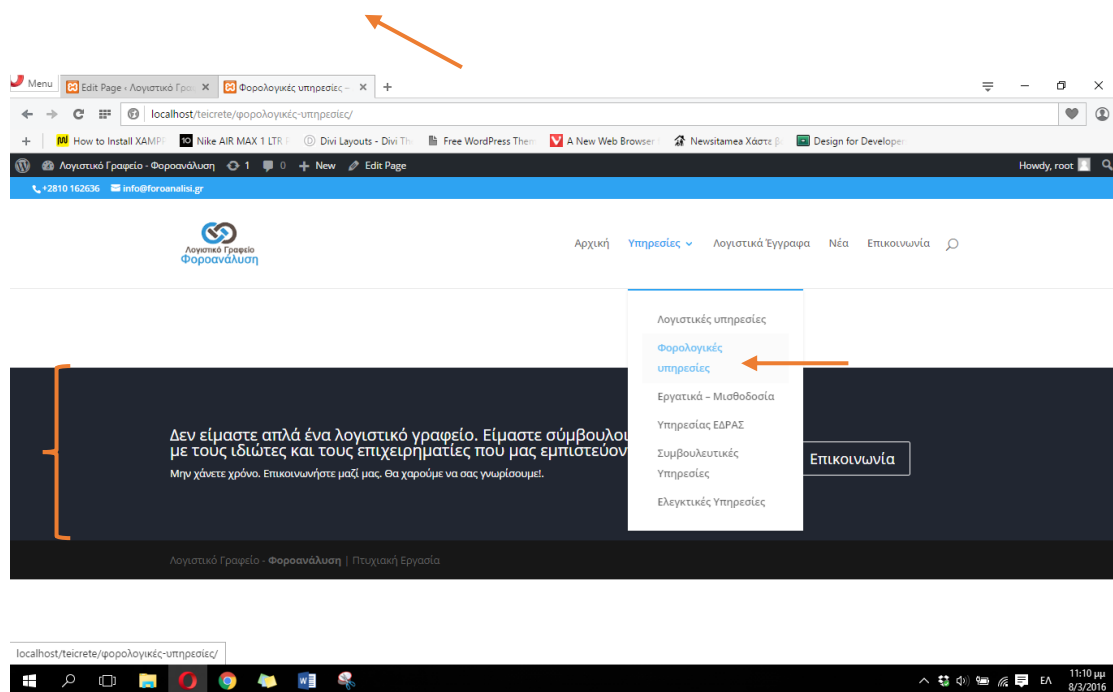 Menu
Edit Page ‹ Λογιστικό Γρα
Φορολογικές υπηρεσίες –
localhost/teicrete/φορολογικές-υπηρεσίες/
How to Install XAMPP
Nike AIR MAX 1 LTR
Divi Layouts - Divi Th
Free WordPress Them
A New Web Browser
Newsitamea Χάστε
Design for Developer
Λογιστικό Γραφείο - Φοροανάλυση
1
0
+ New
Edit Page
Howdy, root
+2810 162636
info@foroanalisi.gr
Λογιστικό Γραφείο
Φοροανάλυση
Αρχική
Υπηρεσίες
Λογιστικά Έγγραφα
Νέα
Επικοινωνία
Λογιστικές υπηρεσίες
Φορολογικές
υπηρεσίες
Εργατικά – Μισθοδοσία
Υπηρεσίας ΕΔΡΑΣ
Συμβουλευτικές
Υπηρεσίες
Ελεγκτικές Υπηρεσίες
Δεν είμαστε απλά ένα λογιστικό γραφείο. Είμαστε σύμβουλοι
με τους ιδιώτες και τους επιχειρηματίες που μας εμπιστεύον
Μην χάνετε χρόνο. Επικοινωνήστε μαζί μας. Θα χαρούμε να σας γνωρίσουμε!.
Επικοινωνία
Λογιστικό Γραφείο - Φοροανάλυση | Πτυχιακή Εργασία
localhost/teicrete/φορολογικές-υπηρεσίες/
ΕΛ
11:10 μμ
8/3/2016